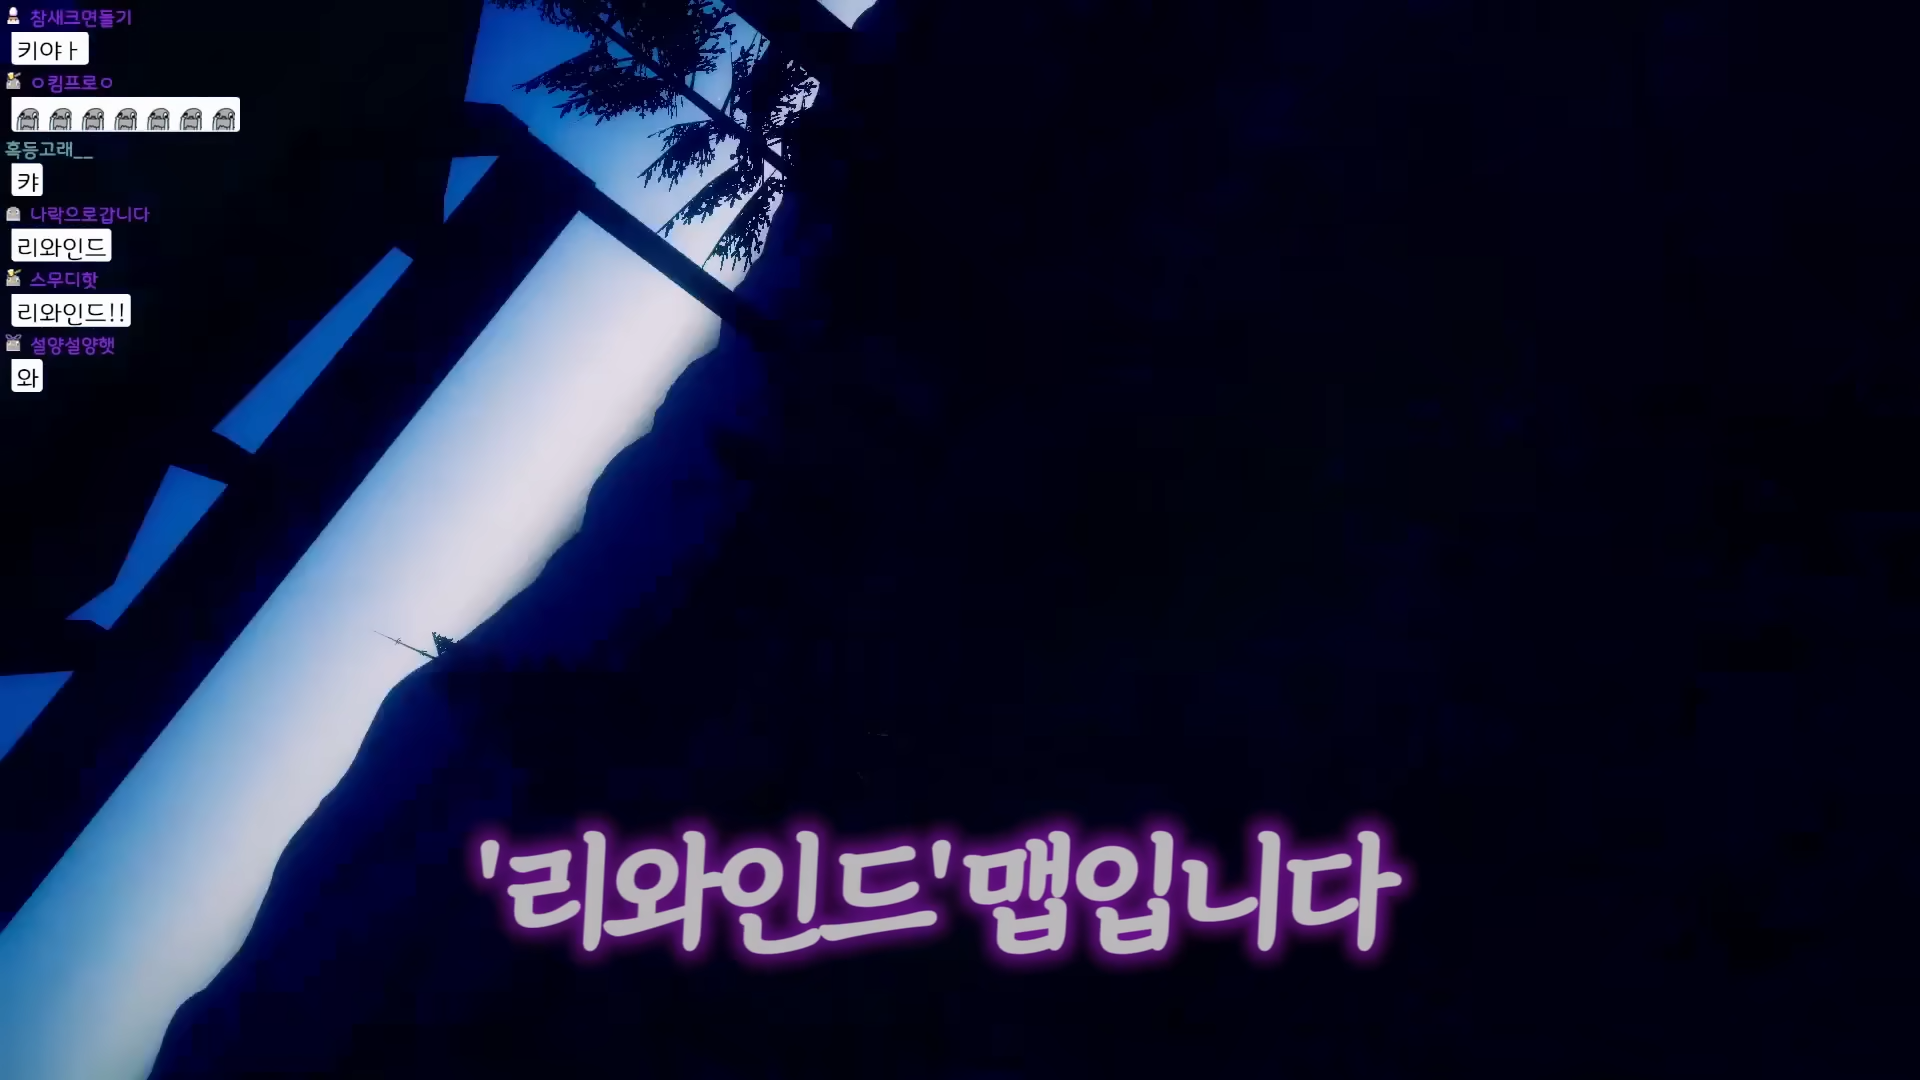 참새크면들기
키야ㅏ
ㅇ킴프로ㅇ
혹등고래__
캬
나락으로갑니다
리와인드
스무디핫
리와인드!!
설양설양햇
와
'리와인드' 맵입니다